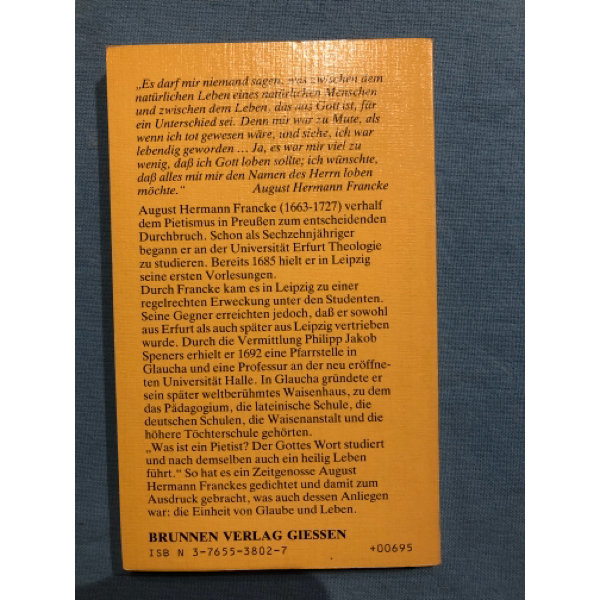 „Es darf mir niemand sagen, was zwischen dem
natürlichen Leben eines natürlichen Menschen
und zwischen dem Leben, das aus Gott ist, für
ein Unterschied sei. Denn mir war zu Mute, als
wenn ich tot gewesen wäre, und siehe, ich war
lebendig geworden ... Ja, es war mir viel zu
wenig, daß ich Gott loben sollte; ich wünschte,
daß alles mit mir den Namen des Herrn loben
möchte.“ August Hermann Francke
August Hermann Francke (1663-1727) verhalf
dem Pietismus in Preußen zum entscheidenden
Durchbruch. Schon als Sechzehnjähriger
begann er an der Universität Erfurt Theologie
zu studieren. Bereits 1685 hielt er in Leipzig
seine ersten Vorlesungen.
Durch Francke kam es in Leipzig zu einer
regelrechten Erweckung unter den Studenten.
Seine Gegner erreichten jedoch, daß er sowohl
aus Erfurt als auch später aus Leipzig vertrieben
wurde. Durch die Vermittlung Philipp Jakob
Speners erhielt er 1692 eine Pfarrstelle in
Glaucha und eine Professur an der neu eröffne-
ten Universität Halle. In Glaucha gründete er
sein später weltberühmtes Waisenhaus, zu dem
das Pädagogium, die lateinische Schule, die
deutschen Schulen, die Waisenanstalt und die
höhere Töchterschule gehörten.
„Was ist ein Pietist? Der Gottes Wort studiert
und nach demselben auch ein heilig Leben
führt.“ So hat es ein Zeitgenosse August
Hermann Franckes gedichtet und damit zum
Ausdruck gebracht, was auch dessen Anliegen
war: die Einheit von Glaube und Leben.
BRUNNEN VERLAG GIESSEN
ISB N 3-7655-3802-7 +00695